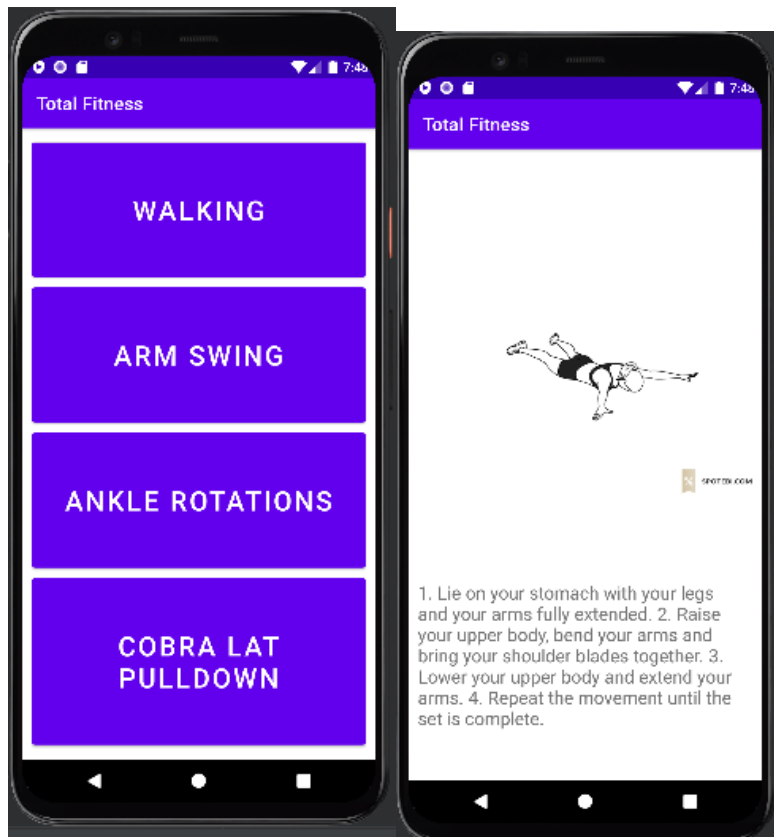 7:48
Total Fitness
WALKING
ARM SWING
ANKLE ROTATIONS
COBRA LAT
PULLDOWN
7:48
Total Fitness
SPOTEBI.COM
1. Lie on your stomach with your legs
and your arms fully extended. 2. Raise
your upper body, bend your arms and
bring your shoulder blades together. 3.
Lower your upper body and extend your
arms. 4. Repeat the movement until the
set is complete.